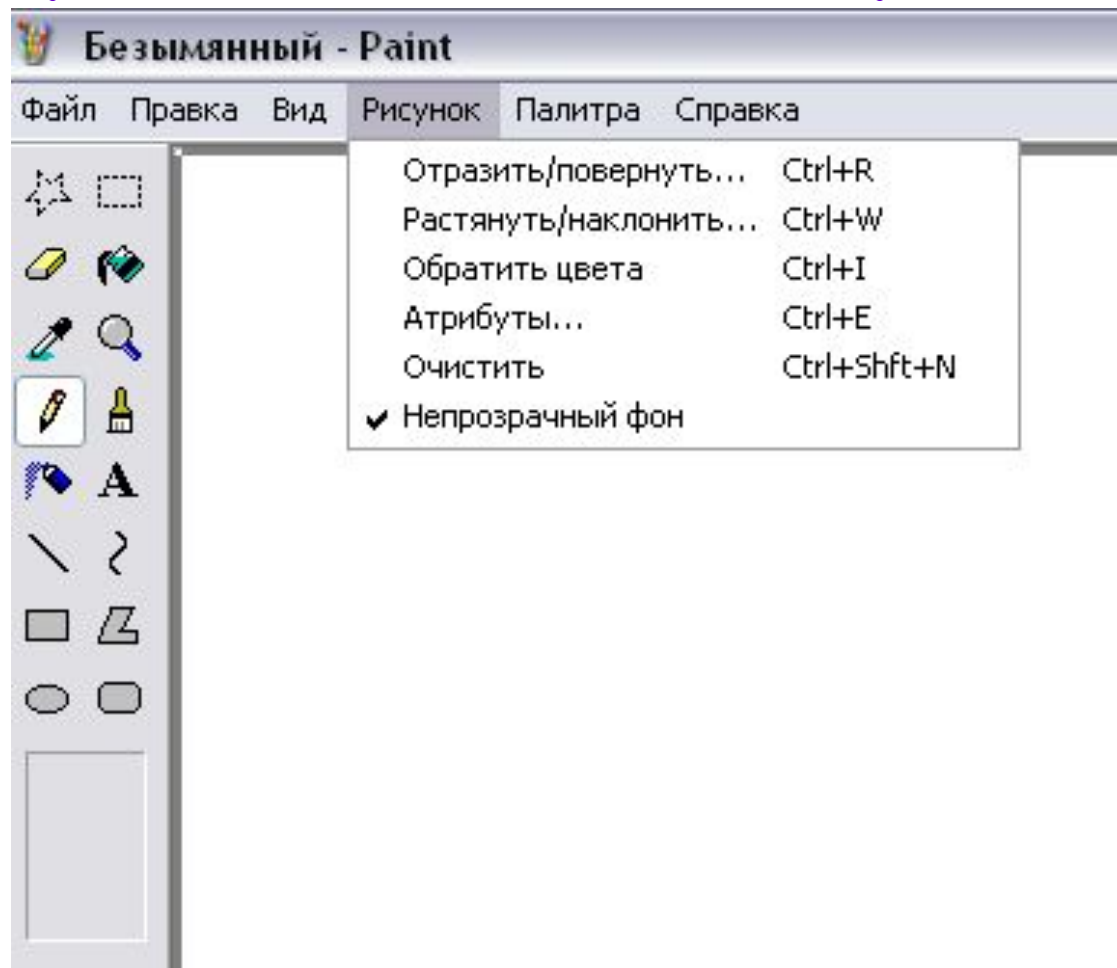 Безымянный - Paint
Файл Правка Вид Рисунок Палитра Справка
Отразить/повернуть... Ctrl+R
Растянуть/наклонить... Ctrl+W
Обратить цвета Ctrl+I
Атрибуты... Ctrl+E
Очистить Ctrl+Shft+N
Непрозрачный фон
A